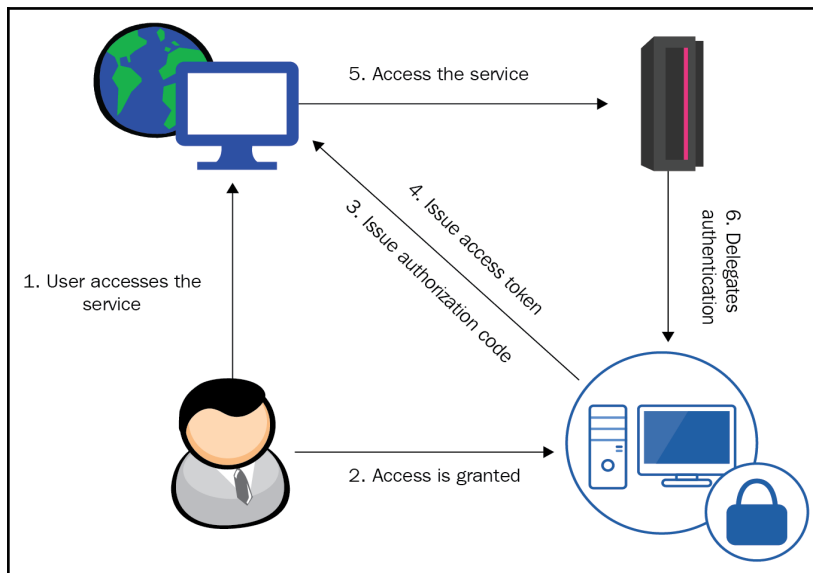 5. Access the service
4. Issue access token
3. Issue authorization code
6. Delegates
authentication
1. User accesses the
service
2. Access is granted